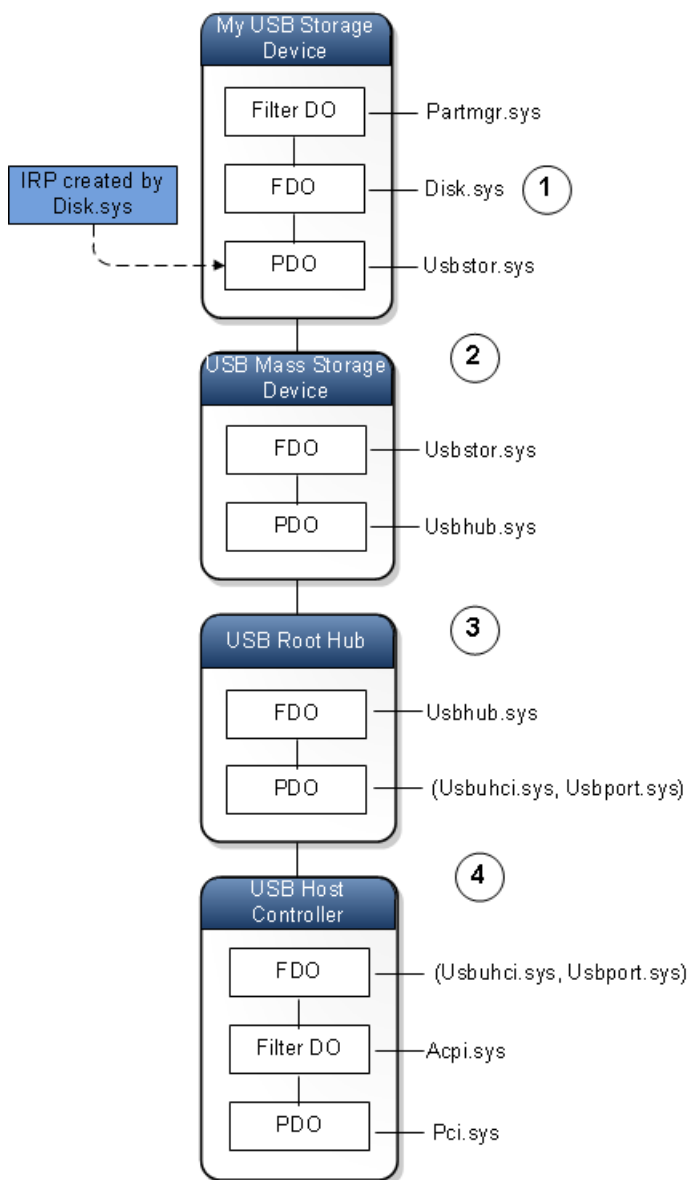 My USB Storage
Device
Filter DO
Partmgr.sys
IRP created by
Disk.sys
FDO
Disk.sys
1
PDO
Usbstor.sys
2
USB Mass Storage
Device
FDO
Usbstor.sys
PDO
Usbhub.sys
3
USB Root Hub
FDO
Usbhub.sys
PDO
(Usbuhci.sys, Usbport.sys)
4
USB Host
Controller
FDO
(Usbuhci.sys, Usbport.sys)
Filter DO
Acpi.sys
PDO
Pci.sys